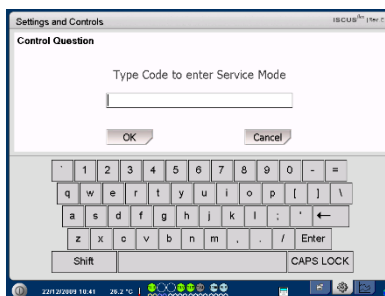 Settings and Controls
ISCUS
Control Question
Type Code to enter Service Mode
OK Cancel
` 1 2 3 4 5 6 7 8 9 0 - =
q w e r t y u i o p [ ] \
a s d f g h j k l ; ' ←
z x c v b n m , . / Enter
Shift CAPS LOCK
22/12/2009 10:41 26.2 °C